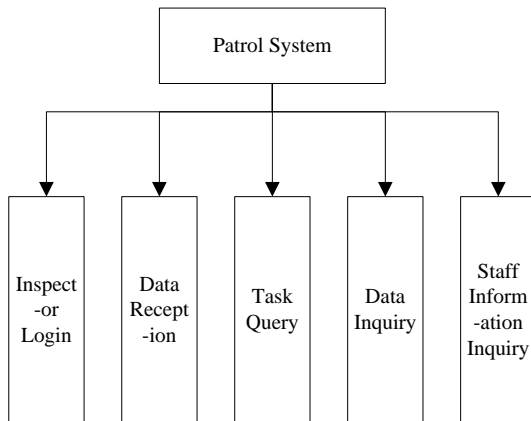 Patrol System
Inspect
-or
Login
Data
Recept
-ion
Task
Query
Data
Inquiry
Staff
Inform
-ation
Inquiry